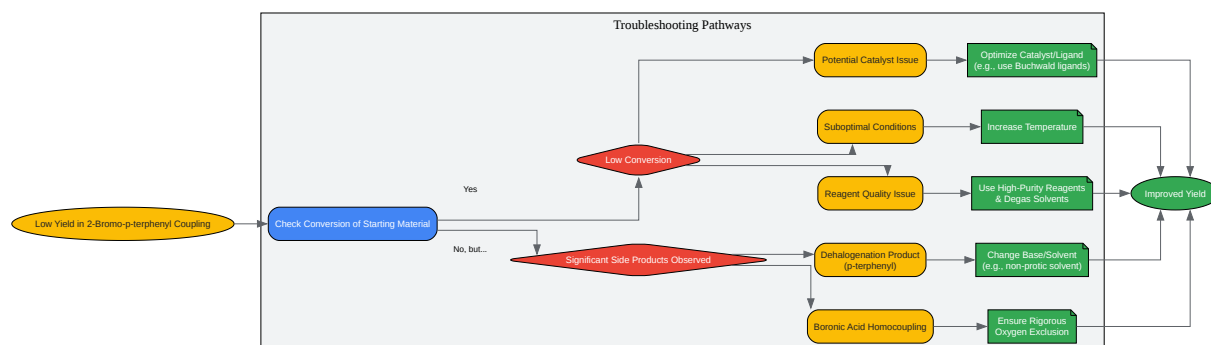 Troubleshooting Pathways
Low Yield in 2-Bromo-p-terphenyl Coupling
Check Conversion of Starting Material
Yes
No, but...
Low Conversion
Significant Side Products Observed
Potential Catalyst Issue
Optimize Catalyst/Ligand
(e.g., use Buchwald ligands)
Suboptimal Conditions
Increase Temperature
Reagent Quality Issue
Use High-Purity Reagents
& Degas Solvents
Dehalogenation Product
(p-terphenyl)
Change Base/Solvent
(e.g., non-protic solvent)
Boronic Acid Homocoupling
Ensure Rigorous
Oxygen Exclusion
Improved Yield